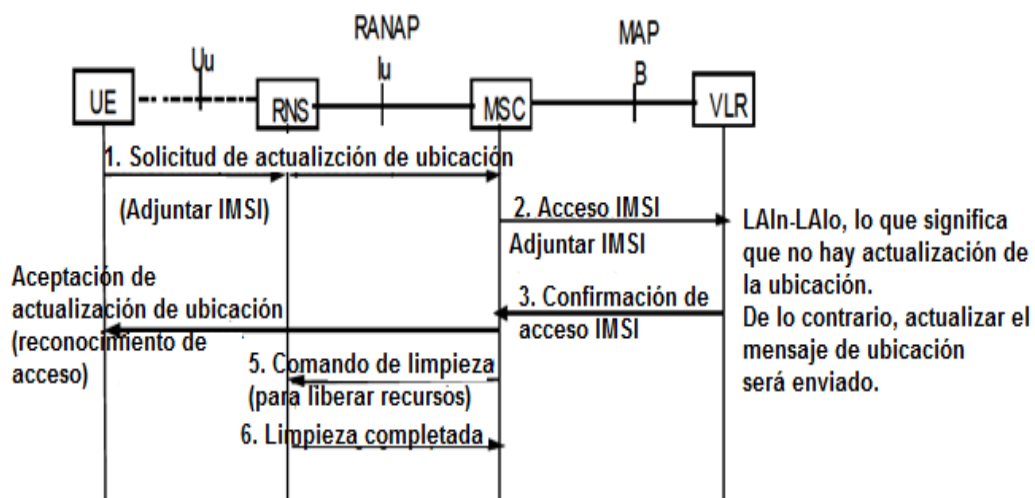 RANAP
MAP
Uu
Iu
B
UE
RNS
MSC
VLR
1. Solicitud de actualizción de ubicación
(Adjuntar IMSI)
2. Acceso IMSI
Adjuntar IMSI
LAIn-LAIo, lo que significa
que no hay actualización de
la ubicación.
De lo contrario, actualizar el
mensaje de ubicación
será enviado.
Aceptación de
actualización de ubicación
(reconocimiento de
acceso)
3. Confirmación de
acceso IMSI
5. Comando de limpieza
(para liberar recursos)
6. Limpieza completada